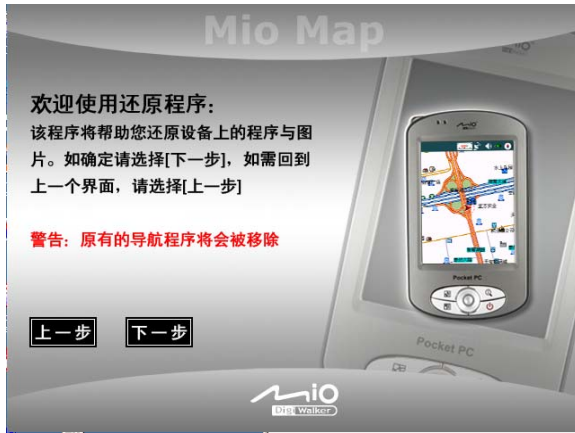 Mio Map
欢迎使用还原程序：
该程序将帮助您还原设备上的程序与图
片。如确定请选择[下一步]，如需回到
上一个界面，请选择[上一步]
警告：原有的导航程序将会被移除
上一步
下一步
Mio
Pocket PC
Pocket PC
Mio
DigiWalker